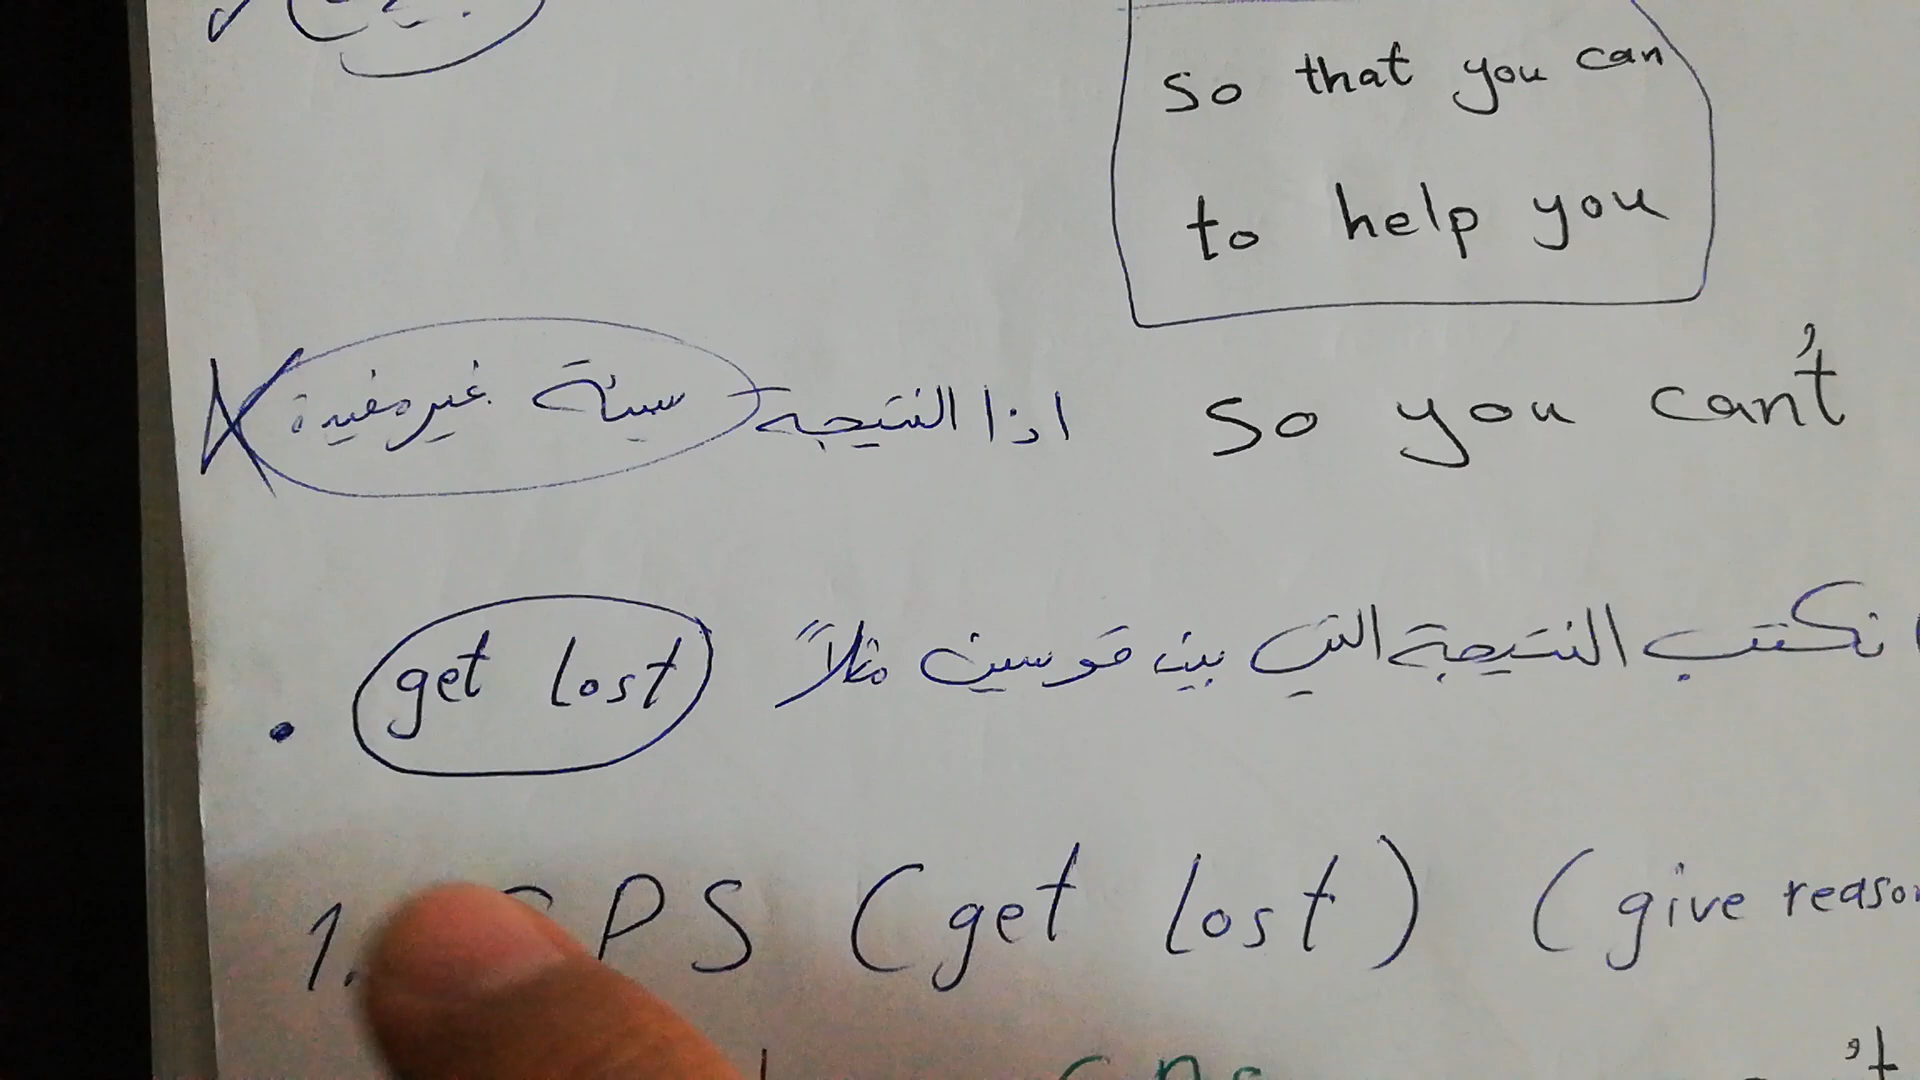 so that you can
to help you
so you can't اذا النتيجة سيئة غير مفيدة
نكتب النتيجة التي بين قوسين مثلاً get lost .
1. PS (get lost) (give reason